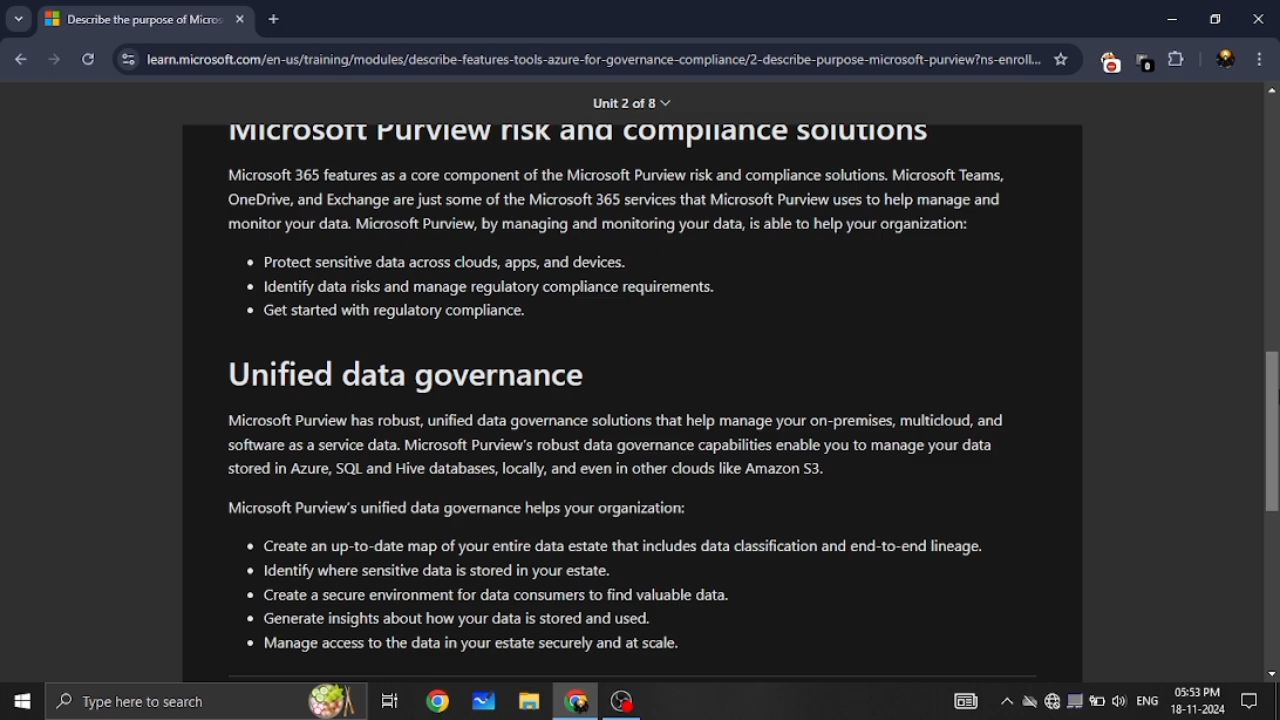 Describe the purpose of Micros
learn.microsoft.com/en-us/training/modules/describe-features-tools-azure-for-governance-compliance/2-describe-purpose-microsoft-purview?ns-enroll...
0
Unit 2 of 8
Microsoft Purview risk and compliance solutions
Microsoft 365 features as a core component of the Microsoft Purview risk and compliance solutions. Microsoft Teams,
OneDrive, and Exchange are just some of the Microsoft 365 services that Microsoft Purview uses to help manage and
monitor your data. Microsoft Purview, by managing and monitoring your data, is able to help your organization:
• Protect sensitive data across clouds, apps, and devices.
• Identify data risks and manage regulatory compliance requirements.
• Get started with regulatory compliance.
Unified data governance
Microsoft Purview has robust, unified data governance solutions that help manage your on-premises, multicloud, and
software as a service data. Microsoft Purview's robust data governance capabilities enable you to manage your data
stored in Azure, SQL and Hive databases, locally, and even in other clouds like Amazon S3.
Microsoft Purview's unified data governance helps your organization:
• Create an up-to-date map of your entire data estate that includes data classification and end-to-end lineage.
• Identify where sensitive data is stored in your estate.
• Create a secure environment for data consumers to find valuable data.
• Generate insights about how your data is stored and used.
• Manage access to the data in your estate securely and at scale.
Type here to search
ENG
05:53 PM
18-11-2024